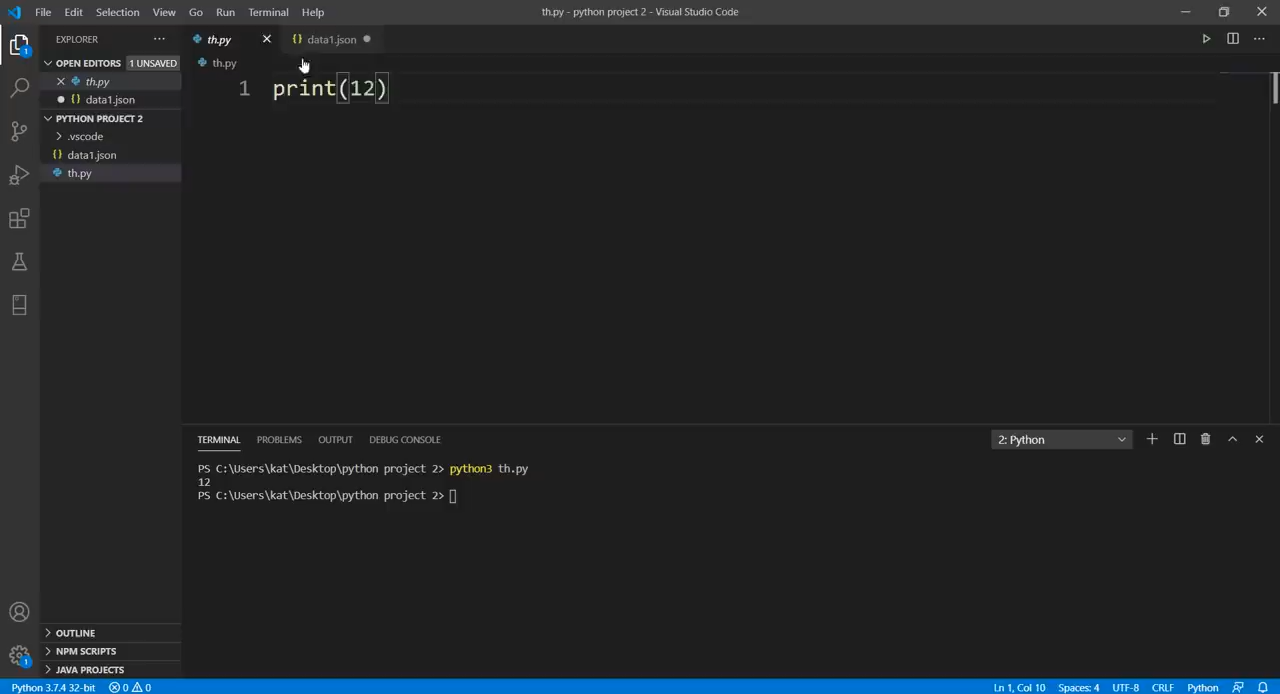 File Edit Selection View Go Run Terminal Help
th.py - python project 2 - Visual Studio Code
EXPLORER
th.py
data1.json
OPEN EDITORS 1 UNSAVED
th.py
th.py
data1.json
1 print(12)
PYTHON PROJECT 2
.vscode
data1.json
th.py
TERMINAL PROBLEMS OUTPUT DEBUG CONSOLE
2: Python
PS C:\Users\kat\Desktop\python project 2> python3 th.py
12
PS C:\Users\kat\Desktop\python project 2>
1
OUTLINE
NPM SCRIPTS
JAVA PROJECTS
1
Python 3.7.4 32-bit 0 0
Ln 1, Col 10 Spaces: 4 UTF-8 CRLF Python